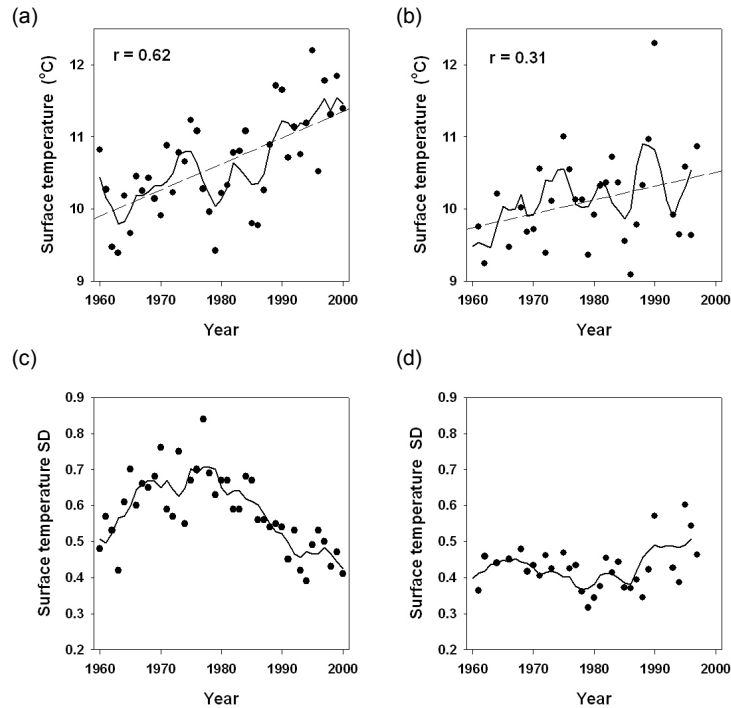 (a)
r = 0.62
Surface temperature (°C)
12
11
10
9
1960 1970 1980 1990 2000
Year
(b)
r = 0.31
Surface temperature (°C)
12
11
10
9
1960 1970 1980 1990 2000
Year
(c)
Surface temperature SD
0.9
0.8
0.7
0.6
0.5
0.4
0.3
0.2
1960 1970 1980 1990 2000
Year
(d)
Surface temperature SD
0.9
0.8
0.7
0.6
0.5
0.4
0.3
0.2
1960 1970 1980 1990 2000
Year